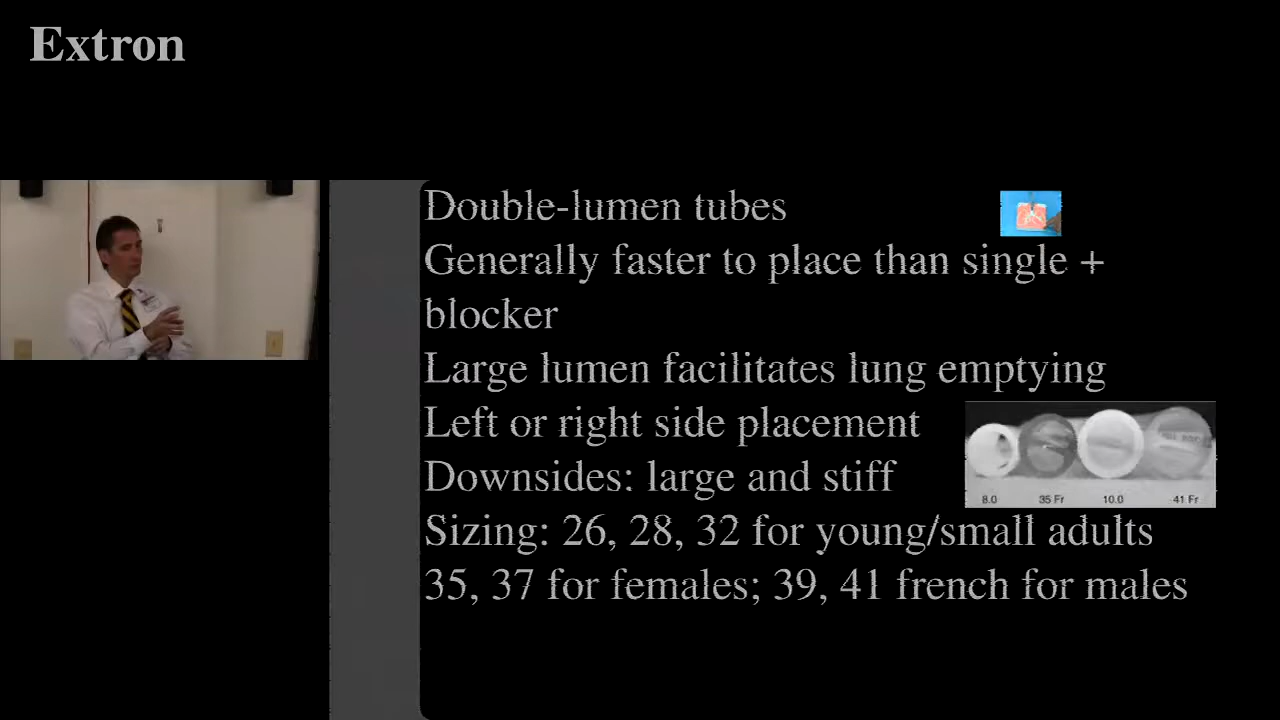 Extron
Double-lumen tubes
Generally faster to place than single +
blocker
Large lumen facilitates lung emptying
Left or right side placement
Downsides: large and stiff
8.0 35 Fr 10.0 41 Fr
Sizing: 26, 28, 32 for young/small adults
35, 37 for females; 39, 41 french for males